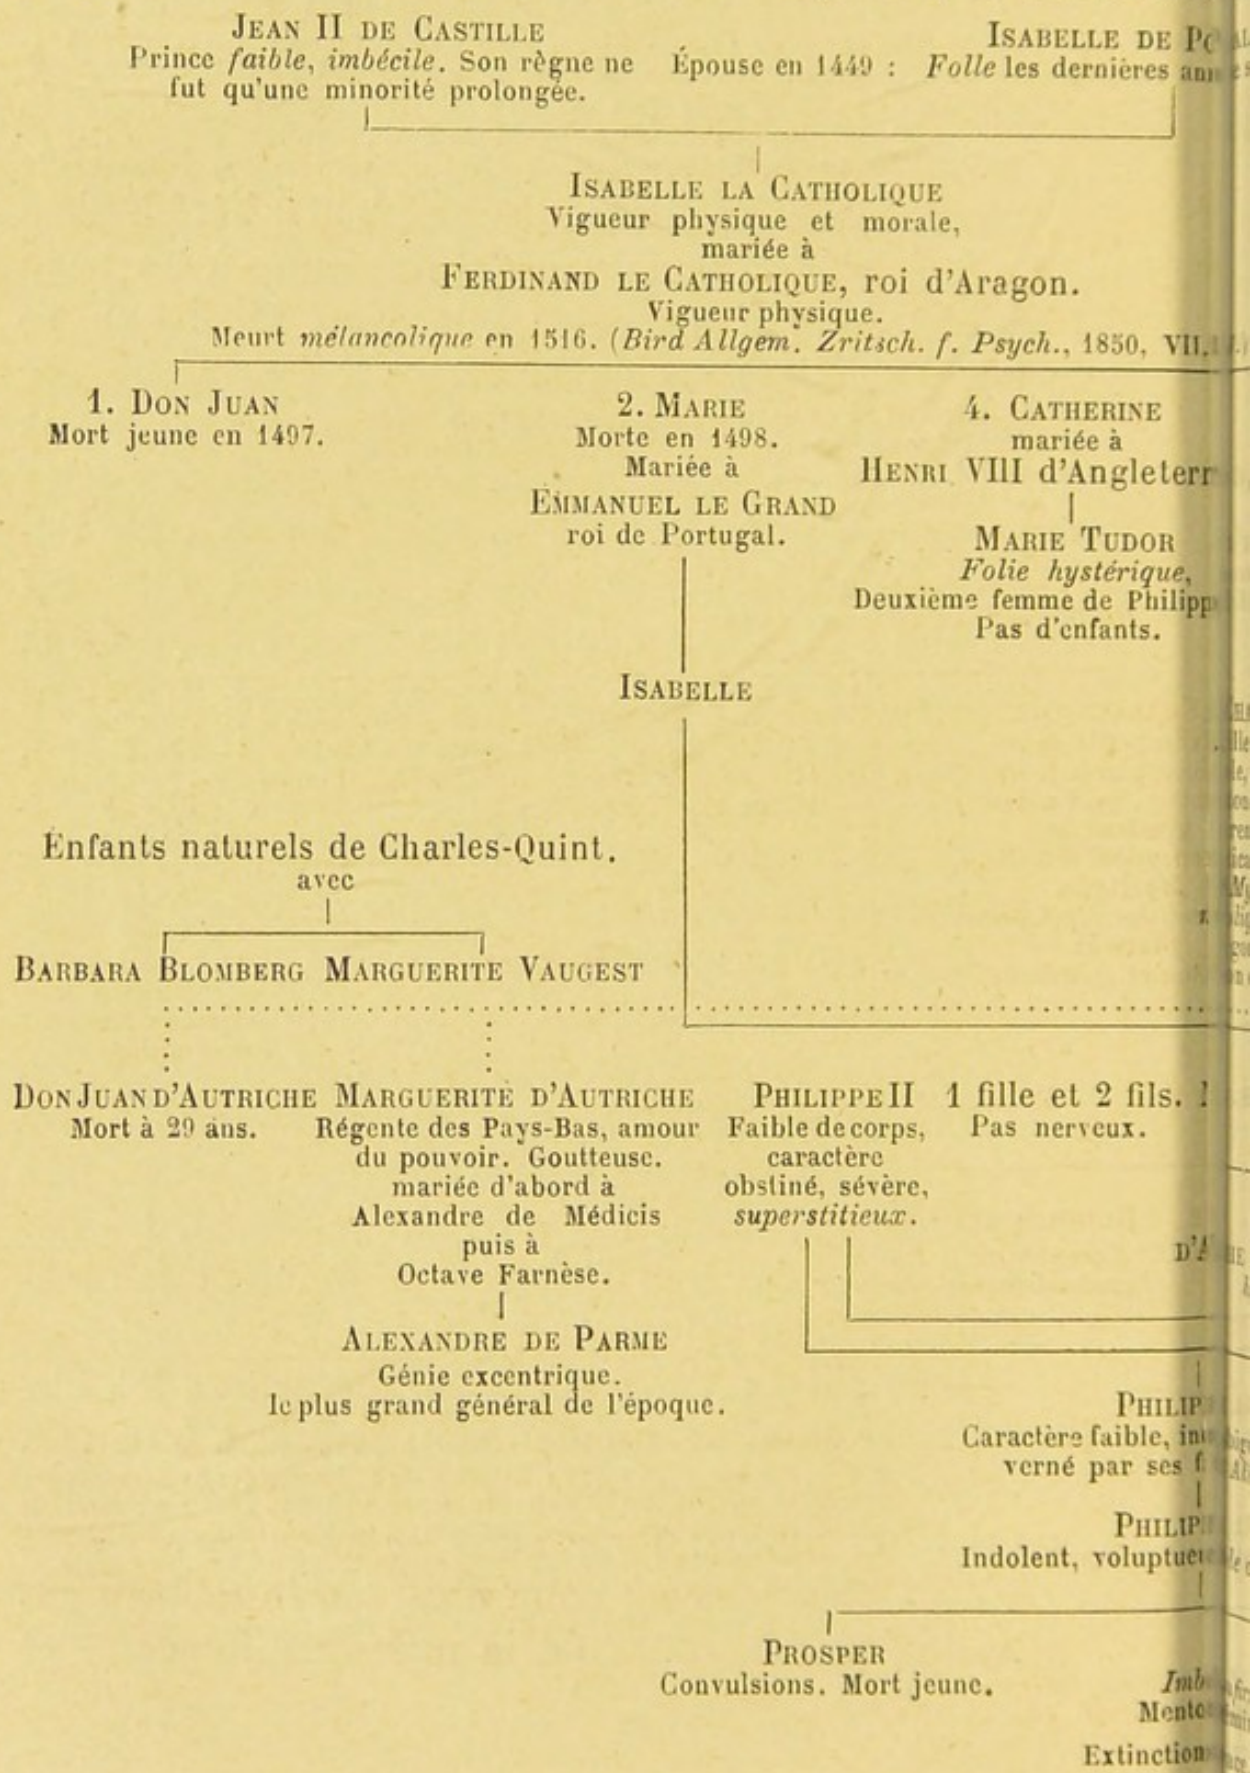 JEAN II DE CASTILLE
Prince faible, imbécile. Son règne ne
fut qu'une minorité prolongée.
Épouse en 1449 :
ISABELLE DE
Folle les dernières
ISABELLE LA CATHOLIQUE
Vigueur physique et morale,
mariée à
FERDINAND LE CATHOLIQUE, roi d'Aragon.
Vigueur physique.
Meurt mélancolique en 1516. (Bird Allgem. Zritsch. f. Psych., 1850, VII.
1. DON JUAN
Mort jeune en 1497.
2. MARIE
Morte en 1498.
Mariée à
EMMANUEL LE GRAND
roi de Portugal.
4. CATHERINE
mariée à
HENRI VIII d'Angleterr
MARIE TUDOR
Folie hystérique,
Deuxième femme de Philipp
Pas d'enfants.
ISABELLE
Enfants naturels de Charles-Quint.
avec
BARBARA BLOMBERG MARGUERITE VAUGEST
DON JUAN D'AUTRICHE
Mort à 29 ans.
MARGUERITE D'AUTRICHE
Régente des Pays-Bas, amour
du pouvoir. Goutteuse.
mariée d'abord à
Alexandre de Médicis
puis à
Octave Farnèse.
ALEXANDRE DE PARME
Génie excentrique.
le plus grand général de l'époque.
PHILIPPE II
Faible de corps,
caractère
obstiné, sévère,
superstitieux.
1 fille et 2 fils.
Pas nerveux.
PHILIP
Caractère faible,
verné par ses
PHILIP
Indolent, voluptue
PROSPER
Convulsions. Mort jeune.
Imb
Mento
Extinction